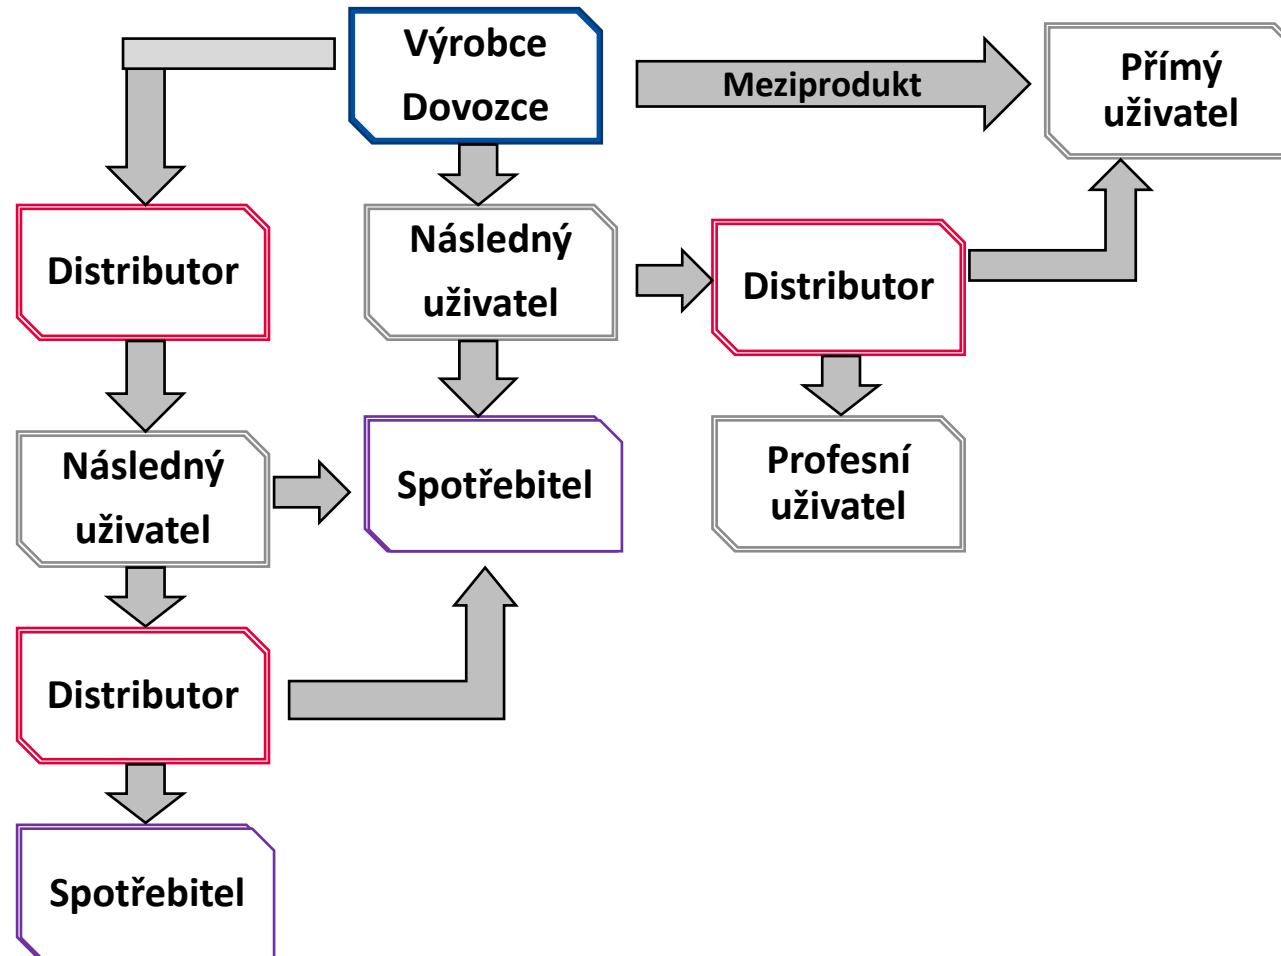 Výrobce
Dovozce
Meziprodukt
Přímý
uživatel
Distributor
Následný
uživatel
Distributor
Následný
uživatel
Spotřebitel
Profesní
uživatel
Distributor
Spotřebitel